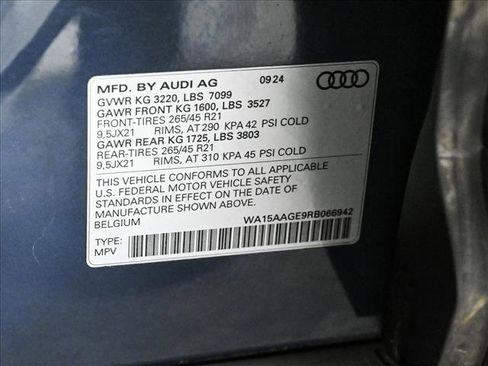 MFD. BY AUDI AG 09/24
GVWR KG 3220, LBS 7099
GAWR FRONT KG 1600, LBS 3527
FRONT-TIRES 265/45 R21
9,5JX21 RIMS, AT 290 KPA 42 PSI COLD
GAWR REAR KG 1725, LBS 3803
REAR-TIRES 265/45 R21
9,5JX21 RIMS, AT 310 KPA 45 PSI COLD
THIS VEHICLE CONFORMS TO ALL APPLICABLE
U.S. FEDERAL MOTOR VEHICLE SAFETY
STANDARDS IN EFFECT ON THE DATE OF
MANUFACTURE SHOWN ABOVE.
BELGIUM WA15AAGE9RB066942
TYPE:
MPV